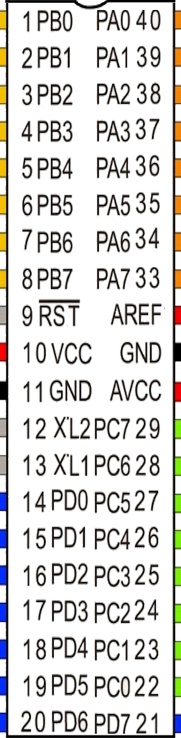 1 PB0 PA0 40
2 PB1 PA1 39
3 PB2 PA2 38
4 PB3 PA3 37
5 PB4 PA4 36
6 PB5 PA5 35
7 PB6 PA6 34
8 PB7 PA7 33
9 RST AREF
10 VCC GND
11 GND AVCC
12 XL2 PC7 29
13 XL1 PC6 28
14 PD0 PC5 27
15 PD1 PC4 26
16 PD2 PC3 25
17 PD3 PC2 24
18 PD4 PC1 23
19 PD5 PC0 22
20 PD6 PD7 21